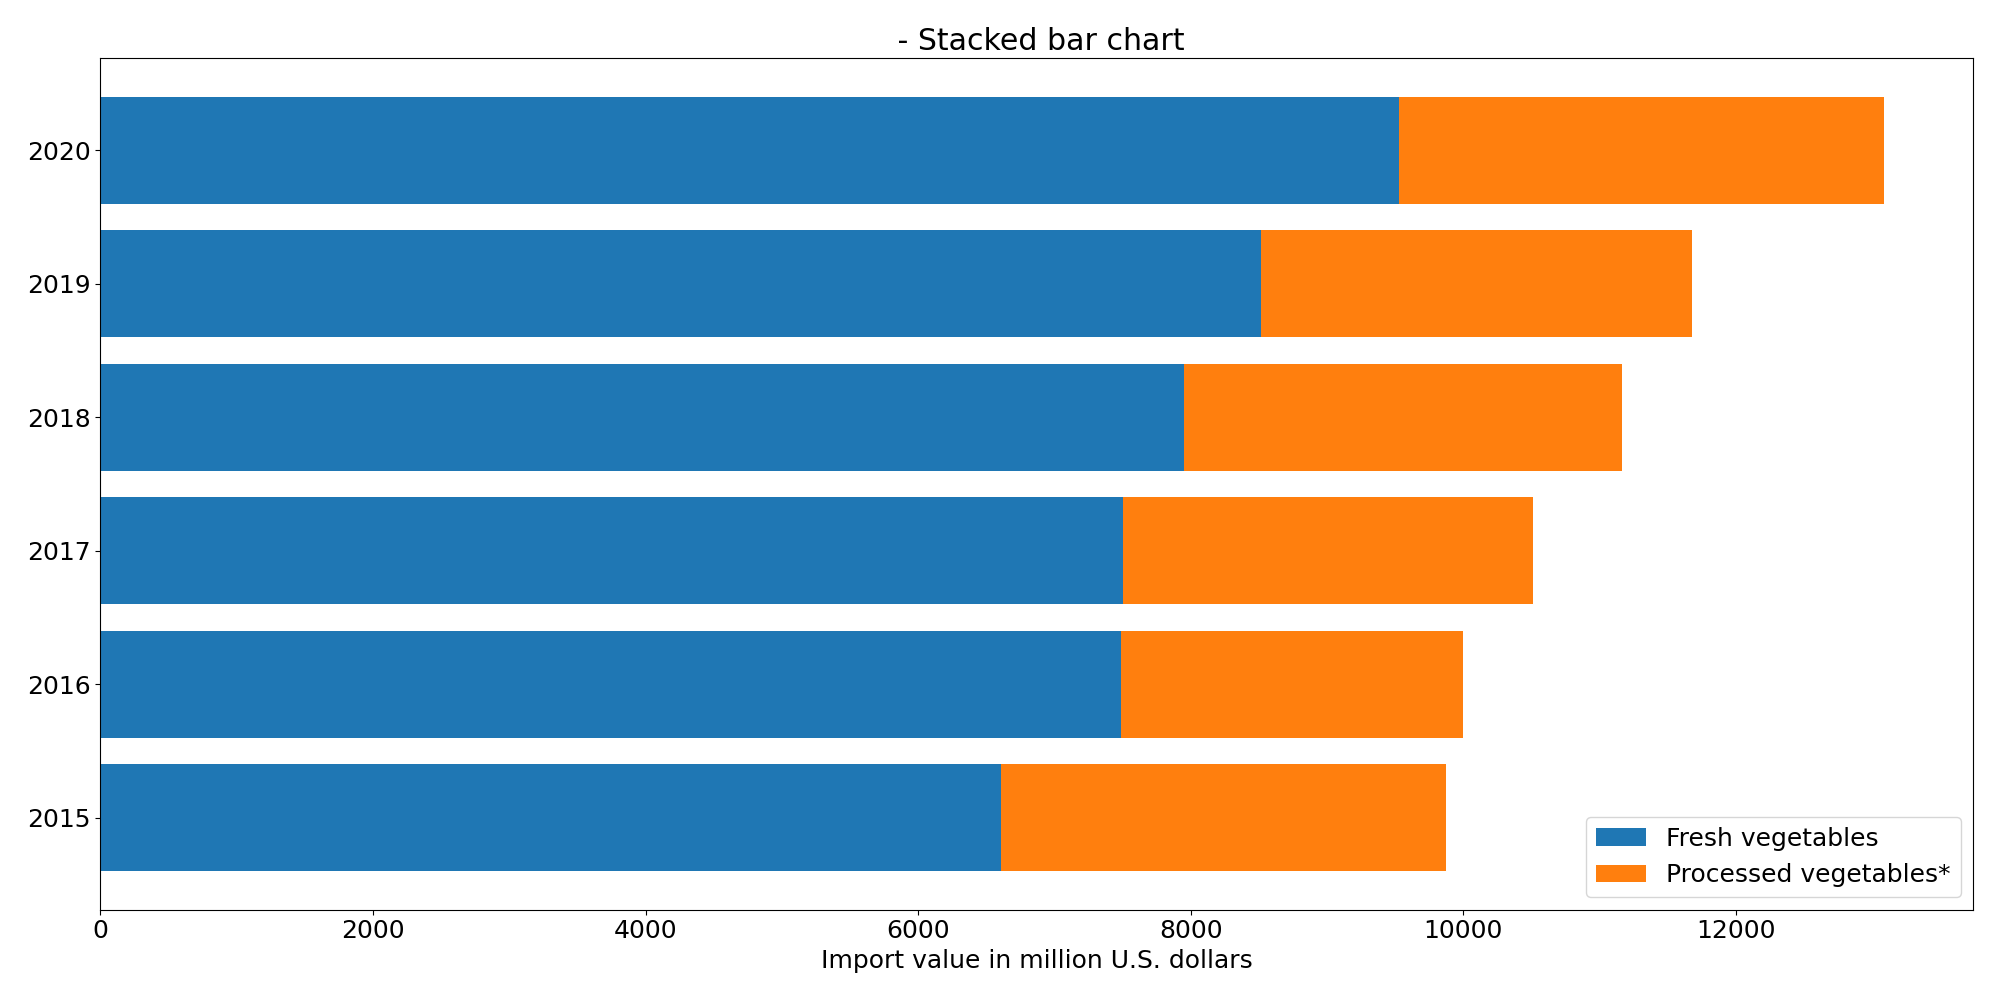 - Stacked bar chart
2020
2019
2018
2017
2016
2015
Fresh vegetables
Processed vegetables*
0 2000 4000 6000 8000 10000 12000
Import value in million U.S. dollars